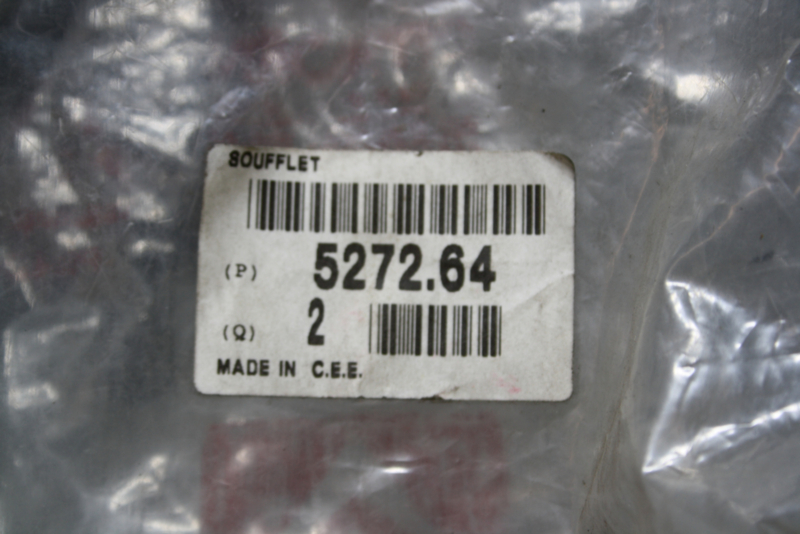 SOUFFLET
(P) 5272.64
(Q) 2
MADE IN C.E.E.